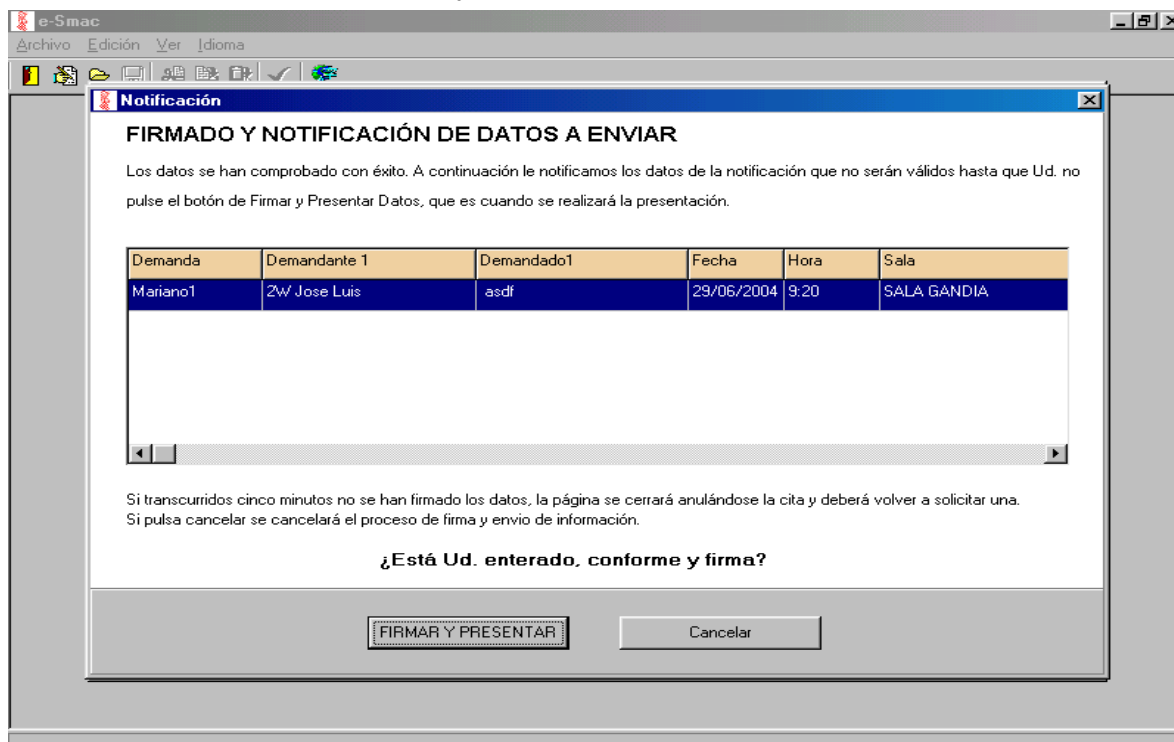 e-Smac
Archivo Edición Ver Idioma
Notificación
FIRMADO Y NOTIFICACIÓN DE DATOS A ENVIAR
Los datos se han comprobado con éxito. A continuación le notificamos los datos de la notificación que no serán válidos hasta que Ud. no
pulse el botón de Firmar y Presentar Datos, que es cuando se realizará la presentación.
Demanda Demandante 1 Demandado1 Fecha Hora Sala
Mariano1 2W Jose Luis asdf 29/06/2004 9:20 SALA GANDIA
Si transcurridos cinco minutos no se han firmado los datos, la página se cerrará anulándose la cita y deberá volver a solicitar una.
Si pulsa cancelar se cancelará el proceso de firma y envio de información.
¿Está Ud. enterado, conforme y firma?
FIRMAR Y PRESENTAR Cancelar